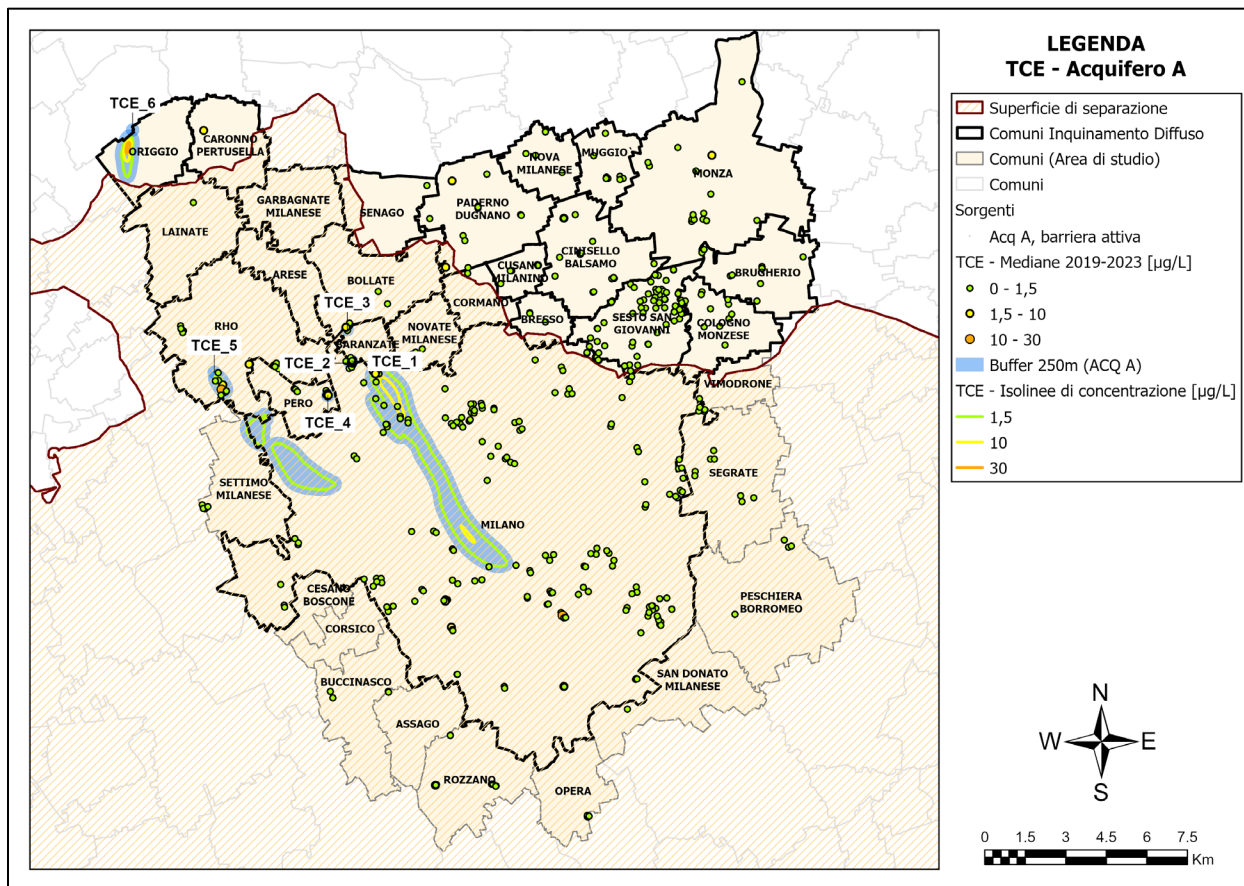 LEGENDA
TCE - Acquifero A
Superficie di separazione
Comuni Inquinamento Diffuso
Comuni (Area di studio)
Comuni
Sorgenti
Acq A, barriera attiva
TCE - Mediane 2019-2023 [µg/L]
0 - 1,5
1,5 - 10
10 - 30
Buffer 250m (ACQ A)
TCE - Isolinee di concentrazione [µg/L]
1,5
10
30
TCE_6
ORIGGIO
CARONNO
PERTUSELLA
NOVA
MILANESE
MUGGIÒ
MONZA
GARBAGNATE
MILANESE
SENAGO
PADERNO
DUGNANO
LAINATE
CINISELLO
BALSAMO
CUSANO
MILANINO
BRUGHERIO
ARESE
BOLLATE
TCE_3
CORMANO
BRESSO
SESTO SAN
GIOVANNI
COLOGNO
MONZESE
RHO
BARANZATE
NOVATE
MILANESE
TCE_5
TCE_2
TCE_1
VIMODRONE
PERO
TCE_4
SEGRATE
SETTIMO
MILANESE
MILANO
CESANO
BOSCONE
PESCHIERA
BORROMEO
CORSICO
BUCCINASCO
SAN DONATO
MILANESE
ASSAGO
ROZZANO
OPERA
N
W
E
S
0 1.5 3 4.5 6 7.5
Km